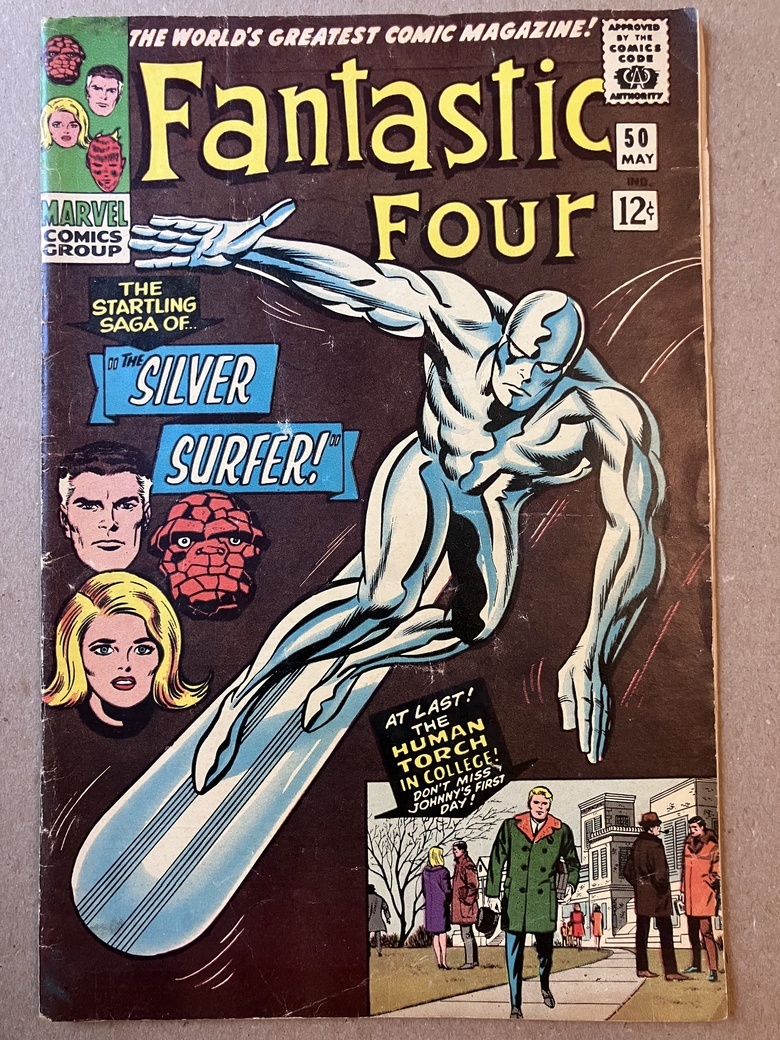 THE WORLD'S GREATEST COMIC MAGAZINE!
APPROVED
BY THE
COMICS
CODE
CA
AUTHORITY
Fantastic
Four
50
MAY
IND.
12¢
MARVEL
COMICS
GROUP
THE
STARTLING
SAGA OF...
"THE
SILVER
SURFER!"
AT LAST!
THE
HUMAN
TORCH
IN COLLEGE!
DON'T MISS
JOHNNY'S FIRST
DAY!